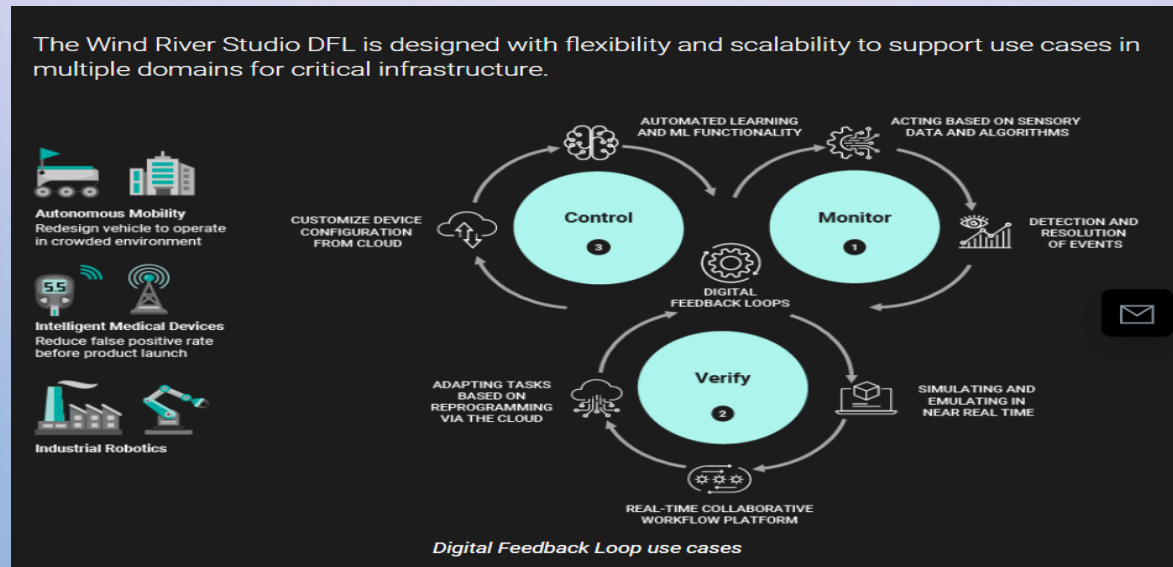 The Wind River Studio DFL is designed with flexibility and scalability to support use cases in
multiple domains for critical infrastructure.
Autonomous Mobility
Redesign vehicle to operate
in crowded environment
5.5
Intelligent Medical Devices
Reduce false positive rate
before product launch
Industrial Robotics
AUTOMATED LEARNING
AND ML FUNCTIONALITY
ACTING BASED ON SENSORY
DATA AND ALGORITHMS
CUSTOMIZE DEVICE
CONFIGURATION
FROM CLOUD
Control
3
Monitor
1
DETECTION AND
RESOLUTION
OF EVENTS
DIGITAL
FEEDBACK LOOPS
ADAPTING TASKS
BASED ON
REPROGRAMMING
VIA THE CLOUD
Verify
2
SIMULATING AND
EMULATING IN
NEAR REAL TIME
REAL-TIME COLLABORATIVE
WORKFLOW PLATFORM
Digital Feedback Loop use cases